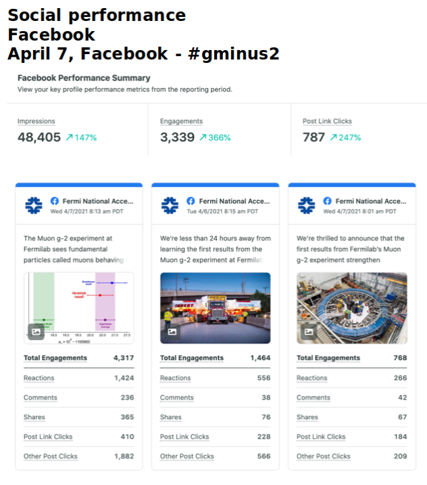 Social performance
Facebook
April 7, Facebook - #gminus2
Facebook Performance Summary
View your key profile performance metrics from the reporting period.
Impressions
48,405 ↗147%
Engagements
3,339 ↗366%
Post Link Clicks
787 ↗247%
Fermi National Acce...
Wed 4/7/2021 8:13 am PDT
The Muon g-2 experiment at
Fermilab sees fundamental
particles called muons behaving
Total Engagements 4,317
Reactions 1,424
Comments 236
Shares 365
Post Link Clicks 410
Other Post Clicks 1,882
Fermi National Acce...
Tue 4/6/2021 8:15 am PDT
We're less than 24 hours away from
learning the first results from the
Muon g-2 experiment at Fermilab
Total Engagements 1,464
Reactions 556
Comments 38
Shares 76
Post Link Clicks 228
Other Post Clicks 566
Fermi National Acce...
Wed 4/7/2021 8:01 am PDT
We're thrilled to announce that the
first results from Fermilab's Muon
g-2 experiment strengthen
Total Engagements 768
Reactions 266
Comments 42
Shares 67
Post Link Clicks 184
Other Post Clicks 209